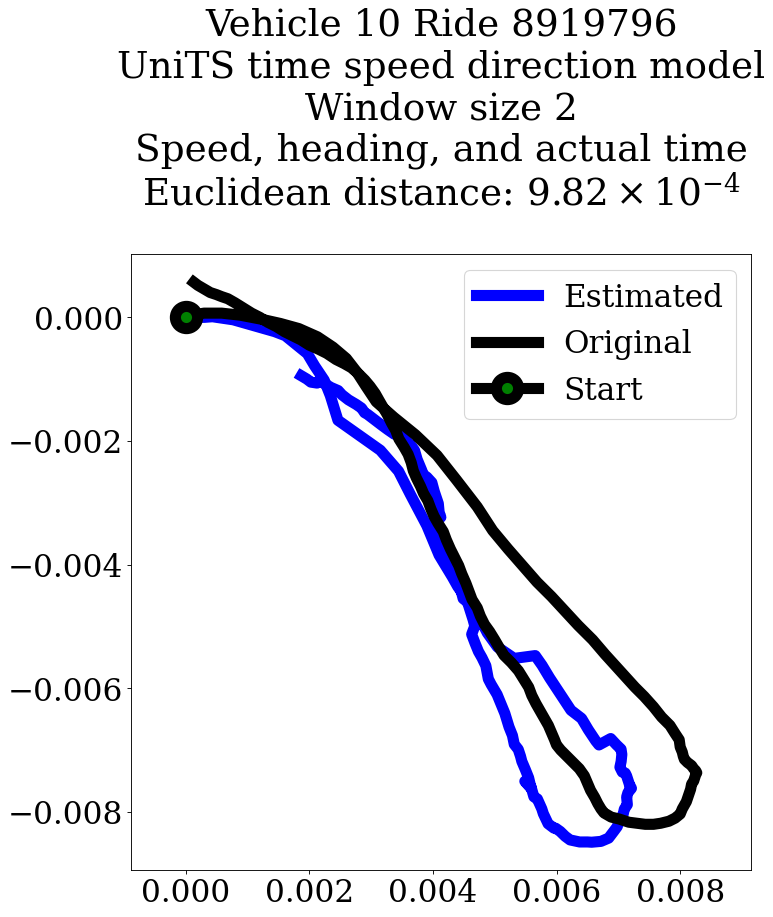 Vehicle 10 Ride 8919796
UniTS time speed direction model
Window size 2
Speed, heading, and actual time
Euclidean distance: 9.82 × 10⁻⁴
Estimated
Original
Start
0.000
−0.002
−0.004
−0.006
−0.008
0.000 0.002 0.004 0.006 0.008